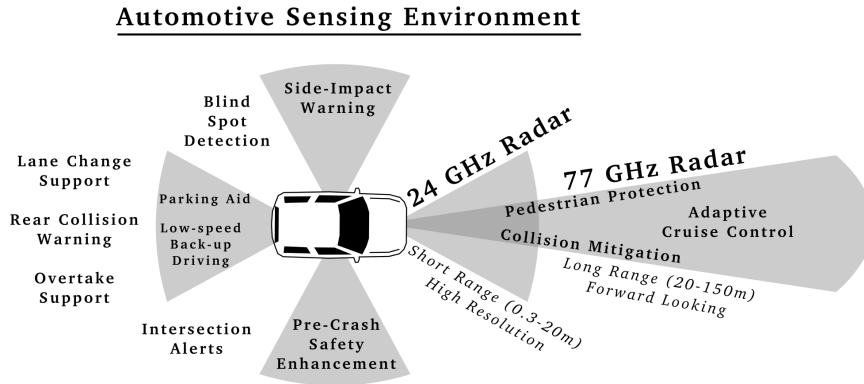 Automotive Sensing Environment
Side-Impact
Warning
Blind
Spot
Detection
Lane Change
Support
Rear Collision
Warning
Overtake
Support
Parking Aid
Low-speed
Back-up
Driving
Intersection
Alerts
Pre-Crash
Safety
Enhancement
24 GHz Radar
Short Range (0.3-20m)
High Resolution
77 GHz Radar
Pedestrian Protection
Collision Mitigation
Adaptive
Cruise Control
Long Range (20-150m)
Forward Looking